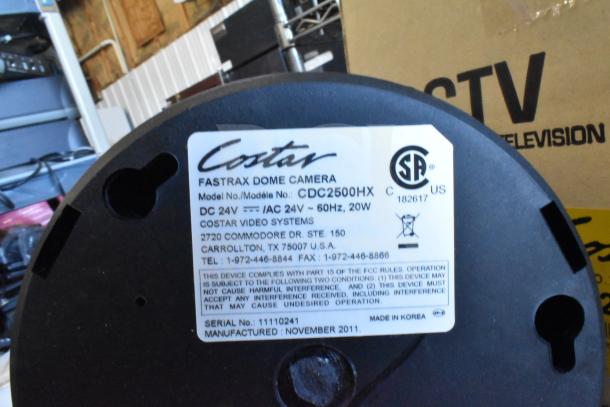 CTV
TELEVISION
Costar
FASTRAX DOME CAMERA
Model No./Modèle No.: CDC2500HX
DC 24V /AC 24V ~ 60Hz, 20W
COSTAR VIDEO SYSTEMS
2720 COMMODORE DR. STE. 150
CARROLLTON, TX 75007 U.S.A.
TEL : 1-972-446-8844 FAX : 1-972-446-8866
CSA ®
C US
182617
THIS DEVICE COMPLIES WITH PART 15 OF THE FCC RULES. OPERATION
IS SUBJECT TO THE FOLLOWING TWO CONDITIONS: (1) THIS DEVICE MAY
NOT CAUSE HARMFUL INTERFERENCE, AND (2) THIS DEVICE MUST
ACCEPT ANY INTERFERENCE RECEIVED, INCLUDING INTERFERENCE
THAT MAY CAUSE UNDESIRED OPERATION.
SERIAL No.: 11110241
MADE IN KOREA
MANUFACTURED : NOVEMBER 2011.